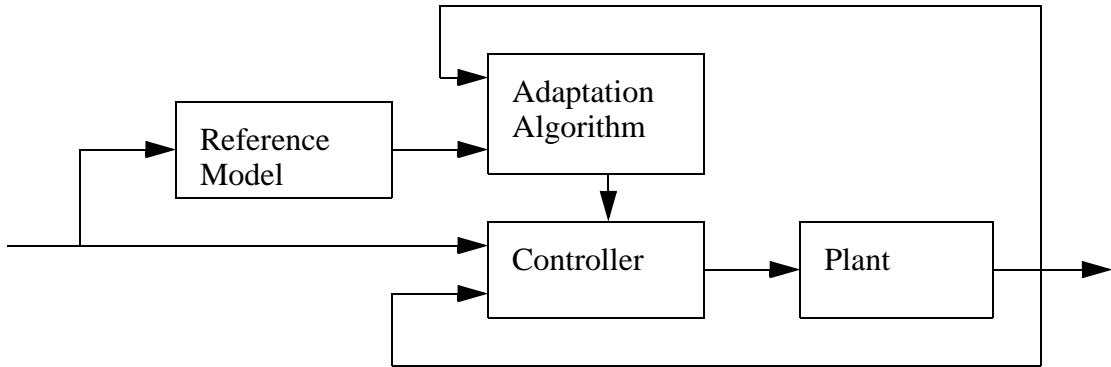 Adaptation
Algorithm
Reference
Model
Controller
Plant